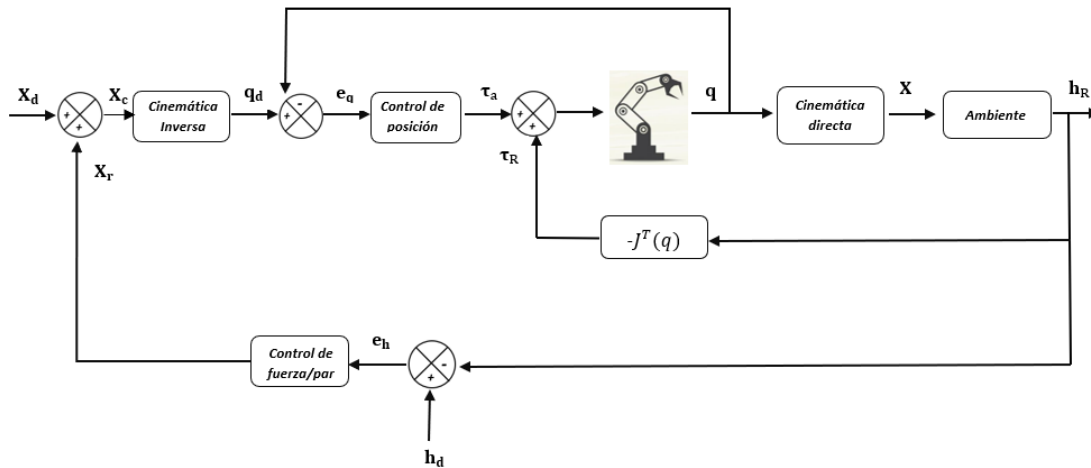 X_d
+ +
X_c
Cinemática
Inversa
q_d
-
+
e_q
Control de
posición
τ_a
+ +
τ_R
q
Cinemática
directa
X
Ambiente
h_R
X_r
-J^T(q)
Control de
fuerza/par
e_h
-
+
h_d